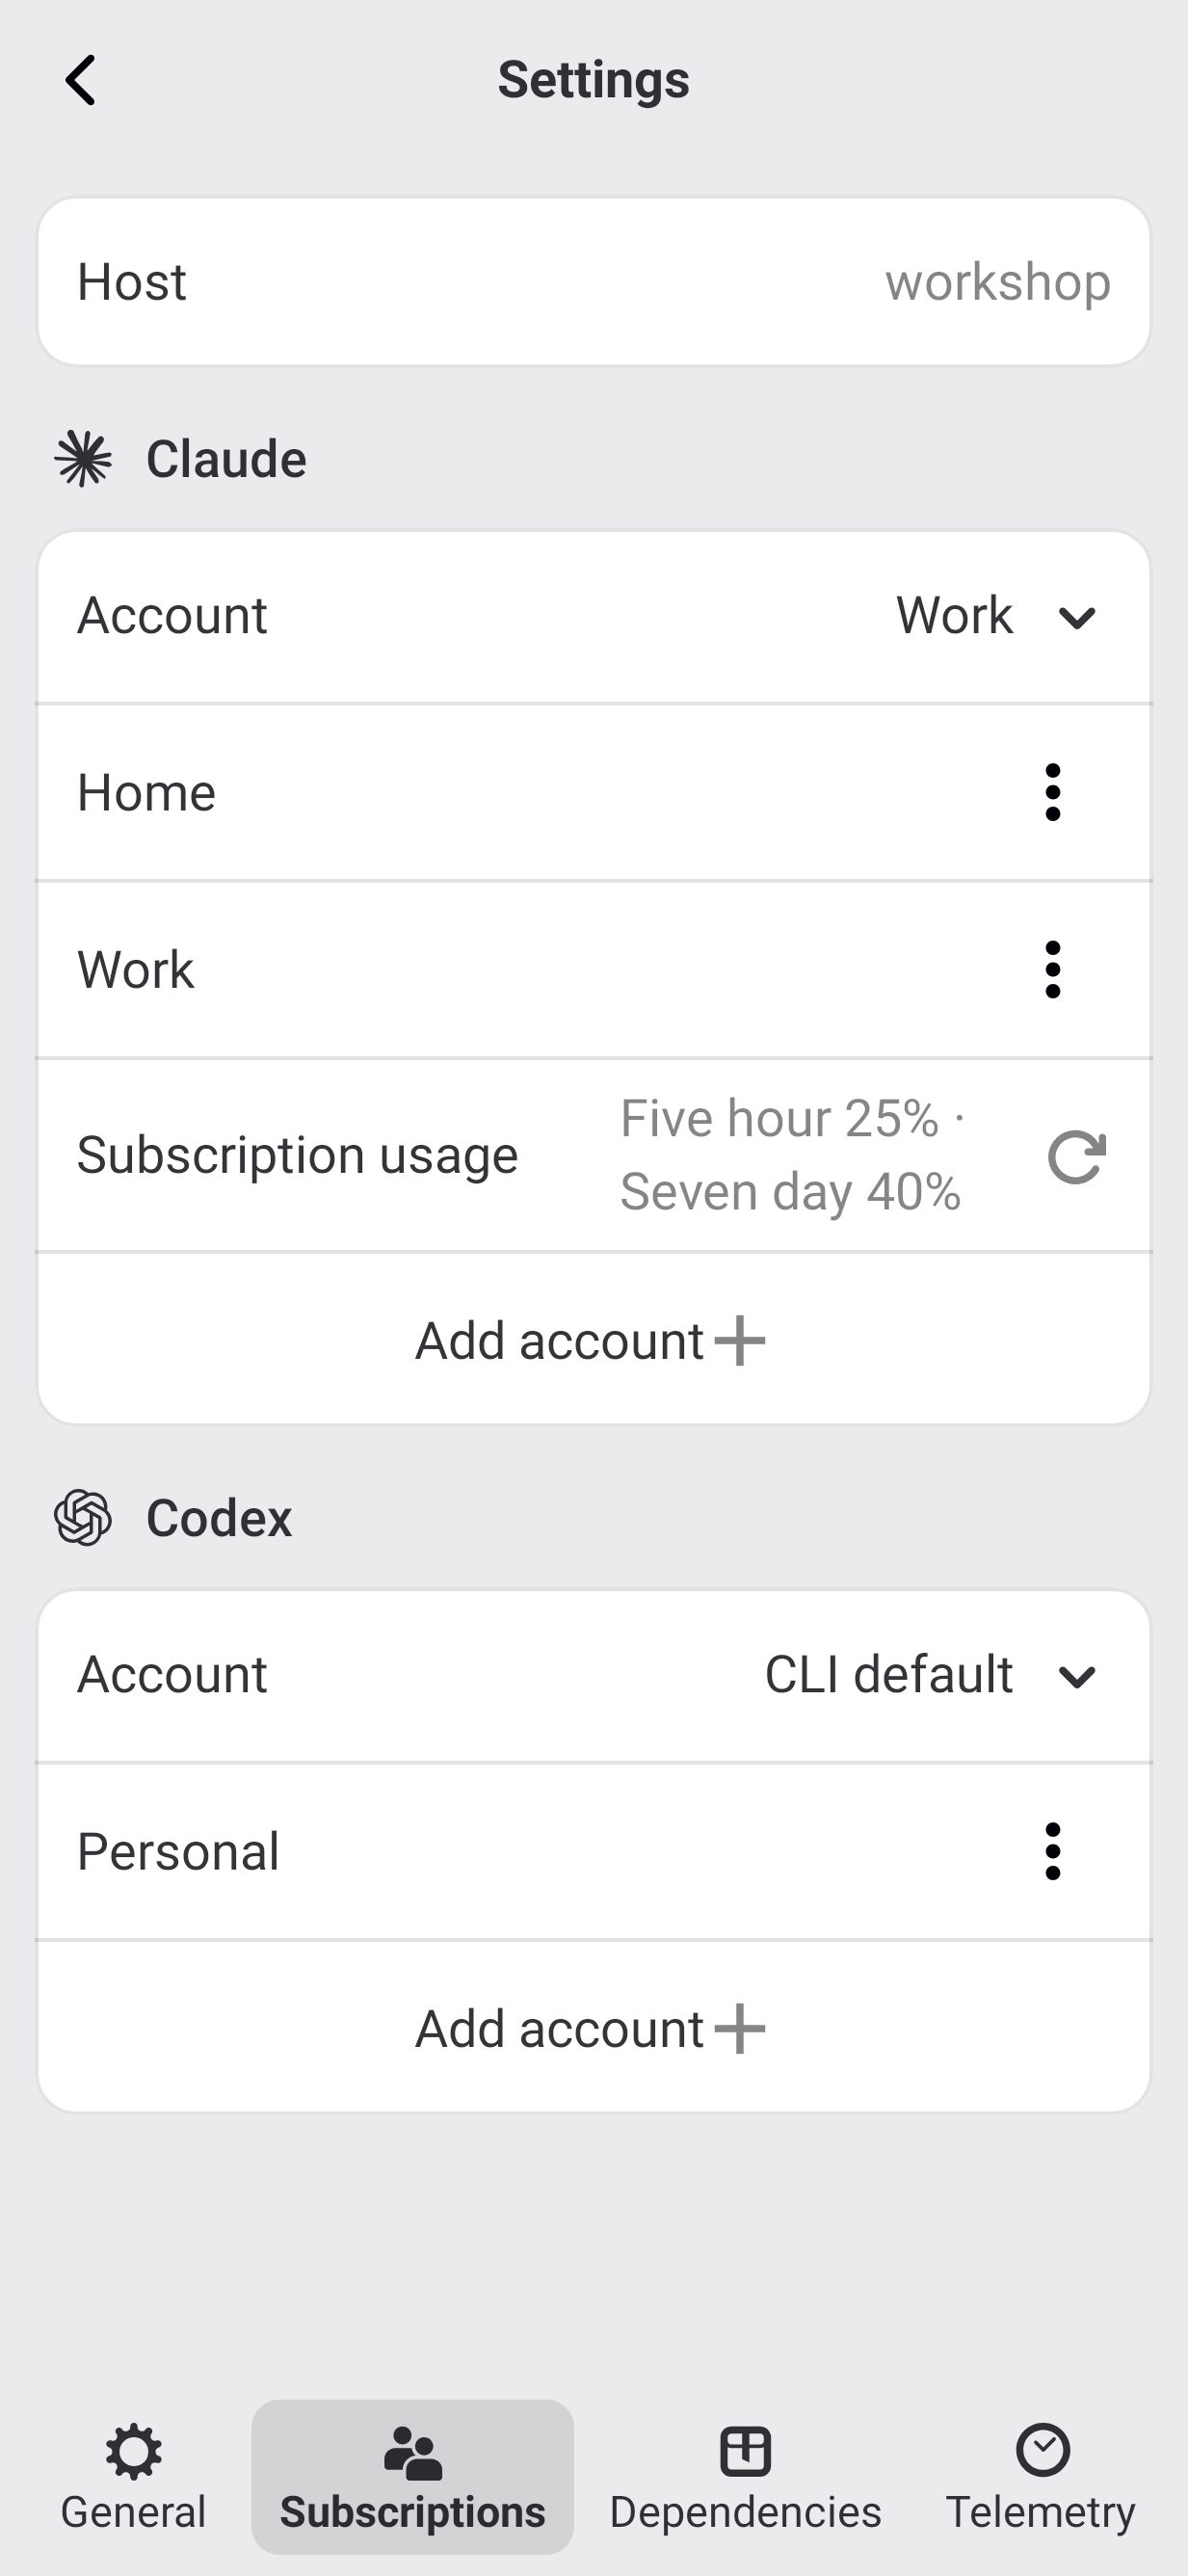 Settings
Host
workshop
Claude
Account
Work
Home
Work
Subscription usage
Five hour 25% ·
Seven day 40%
Add account
Codex
Account
CLI default
Personal
Add account
General
Subscriptions
Dependencies
Telemetry